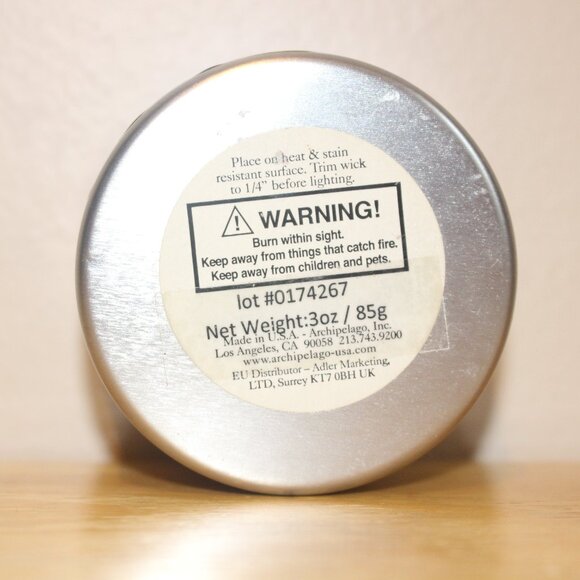 Place on heat & stain
resistant surface. Trim wick
to 1/4" before lighting.
WARNING!
Burn within sight.
Keep away from things that catch fire.
Keep away from children and pets.
lot #0174267
Net Weight:3oz / 85g
Made in U.S.A. - Archipelago, Inc.
Los Angeles, CA 90058 213.743.9200
www.archipelago-usa.com
EU Distributor – Adler Marketing,
LTD, Surrey KT7 0BH UK